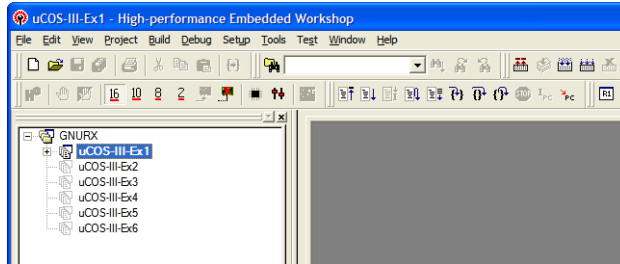 uCOS-III-Ex1 - High-performance Embedded Workshop
File Edit View Project Build Debug Setup Tools Test Window Help
16 10 8 2 PC PC R1
GNURX
uCOS-III-Ex1
uCOS-III-Ex2
uCOS-III-Ex3
uCOS-III-Ex4
uCOS-III-Ex5
uCOS-III-Ex6